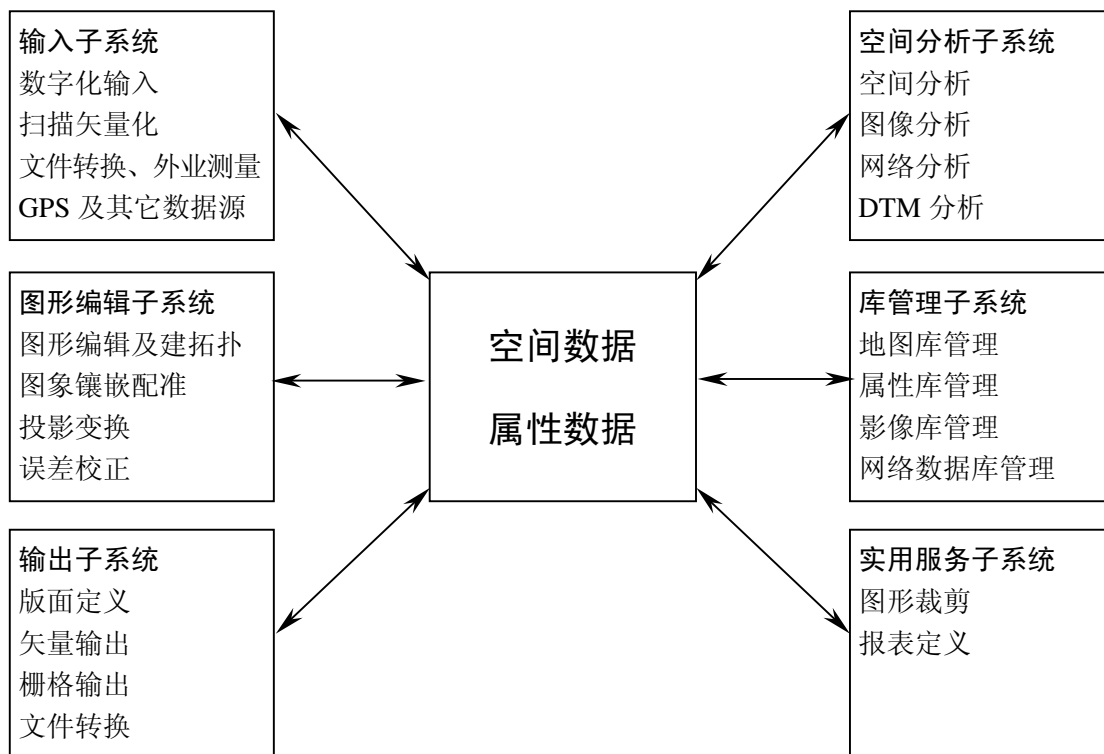 输入子系统
数字化输入
扫描矢量化
文件转换、外业测量
GPS 及其它数据源
图形编辑子系统
图形编辑及建拓扑
图象镶嵌配准
投影变换
误差校正
输出子系统
版面定义
矢量输出
栅格输出
文件转换
空间数据
属性数据
空间分析子系统
空间分析
图像分析
网络分析
DTM 分析
库管理子系统
地图库管理
属性库管理
影像库管理
网络数据库管理
实用服务子系统
图形裁剪
报表定义